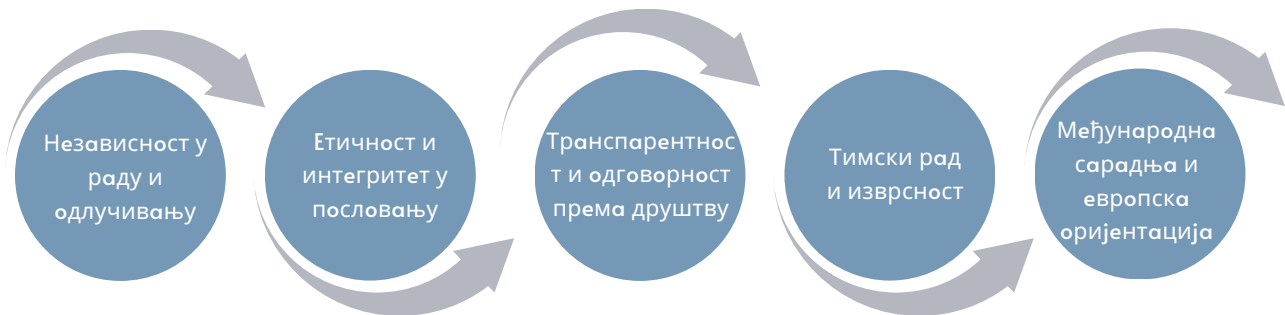 Независност у
раду и
одлучивању
Етичност и
интегритет у
пословању
Транспарентнос
т и одговорност
према друштву
Тимски рад
и изврсност
Међународна
сарадња и
европска
оријентација